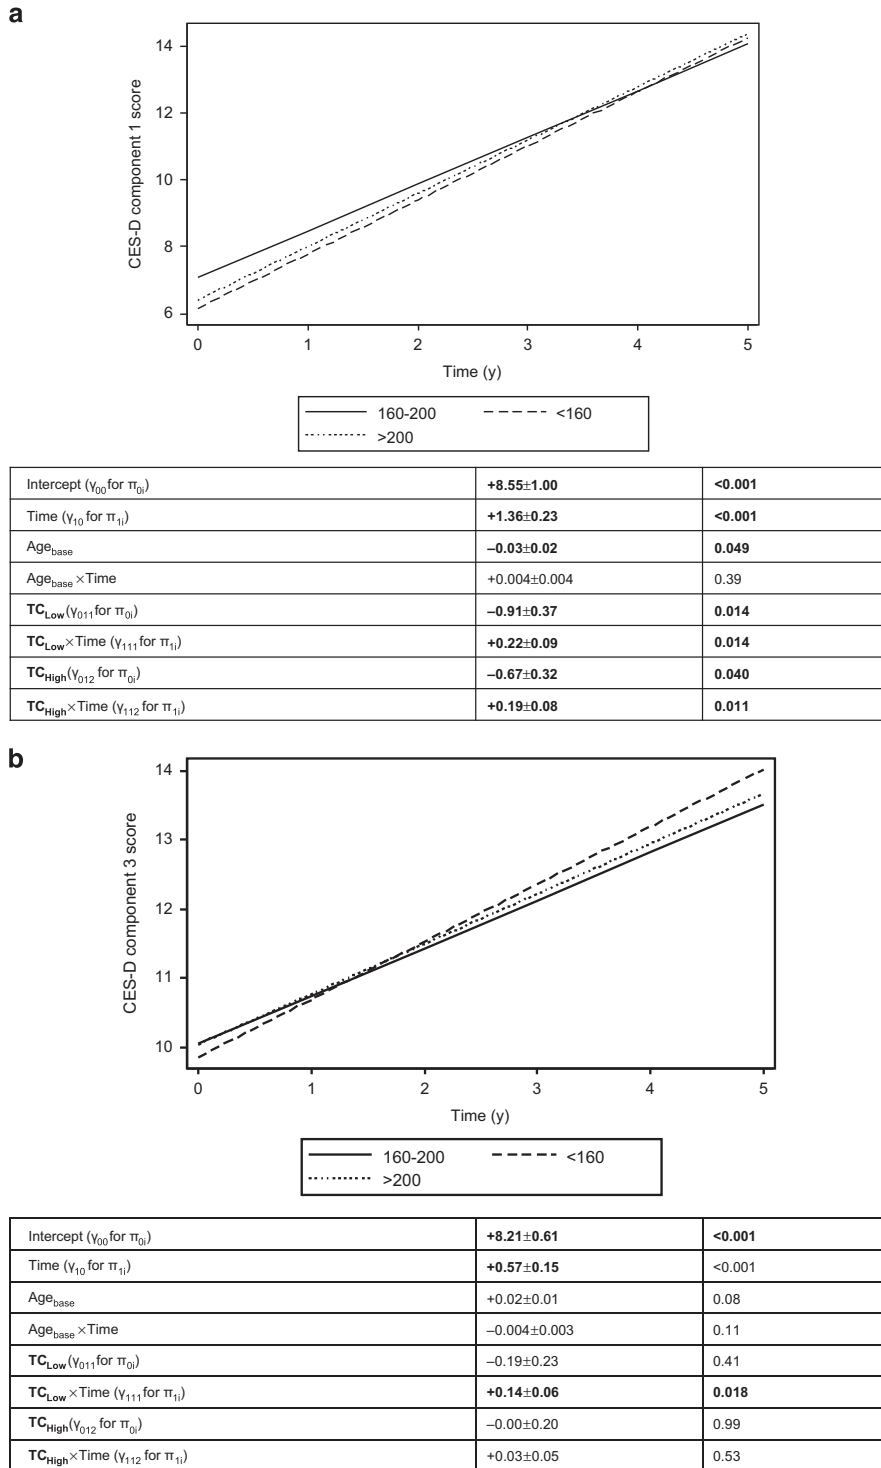 a
14
12
10
8
6
CES-D component 1 score
0 1 2 3 4 5
Time (y)
160-200 <160
>200
Intercept (γ00 for π0i) +8.55±1.00 <0.001
Time (γ10 for π1i) +1.36±0.23 <0.001
Agebase –0.03±0.02 0.049
Agebase ×Time +0.004±0.004 0.39
TCLow(γ011for π0i) –0.91±0.37 0.014
TCLow×Time (γ111 for π1i) +0.22±0.09 0.014
TCHigh(γ012 for π0i) –0.67±0.32 0.040
TCHigh×Time (γ112 for π1i) +0.19±0.08 0.011
b
14
13
12
11
10
CES-D component 3 score
0 1 2 3 4 5
Time (y)
160-200 <160
>200
Intercept (γ00 for π0i) +8.21±0.61 <0.001
Time (γ10 for π1i) +0.57±0.15 <0.001
Agebase +0.02±0.01 0.08
Agebase ×Time –0.004±0.003 0.11
TCLow(γ011for π0i) –0.19±0.23 0.41
TCLow ×Time (γ111 for π1i) +0.14±0.06 0.018
TCHigh(γ012 for π0i) –0.00±0.20 0.99
TCHigh ×Time (γ112 for π1i) +0.03±0.05 0.53